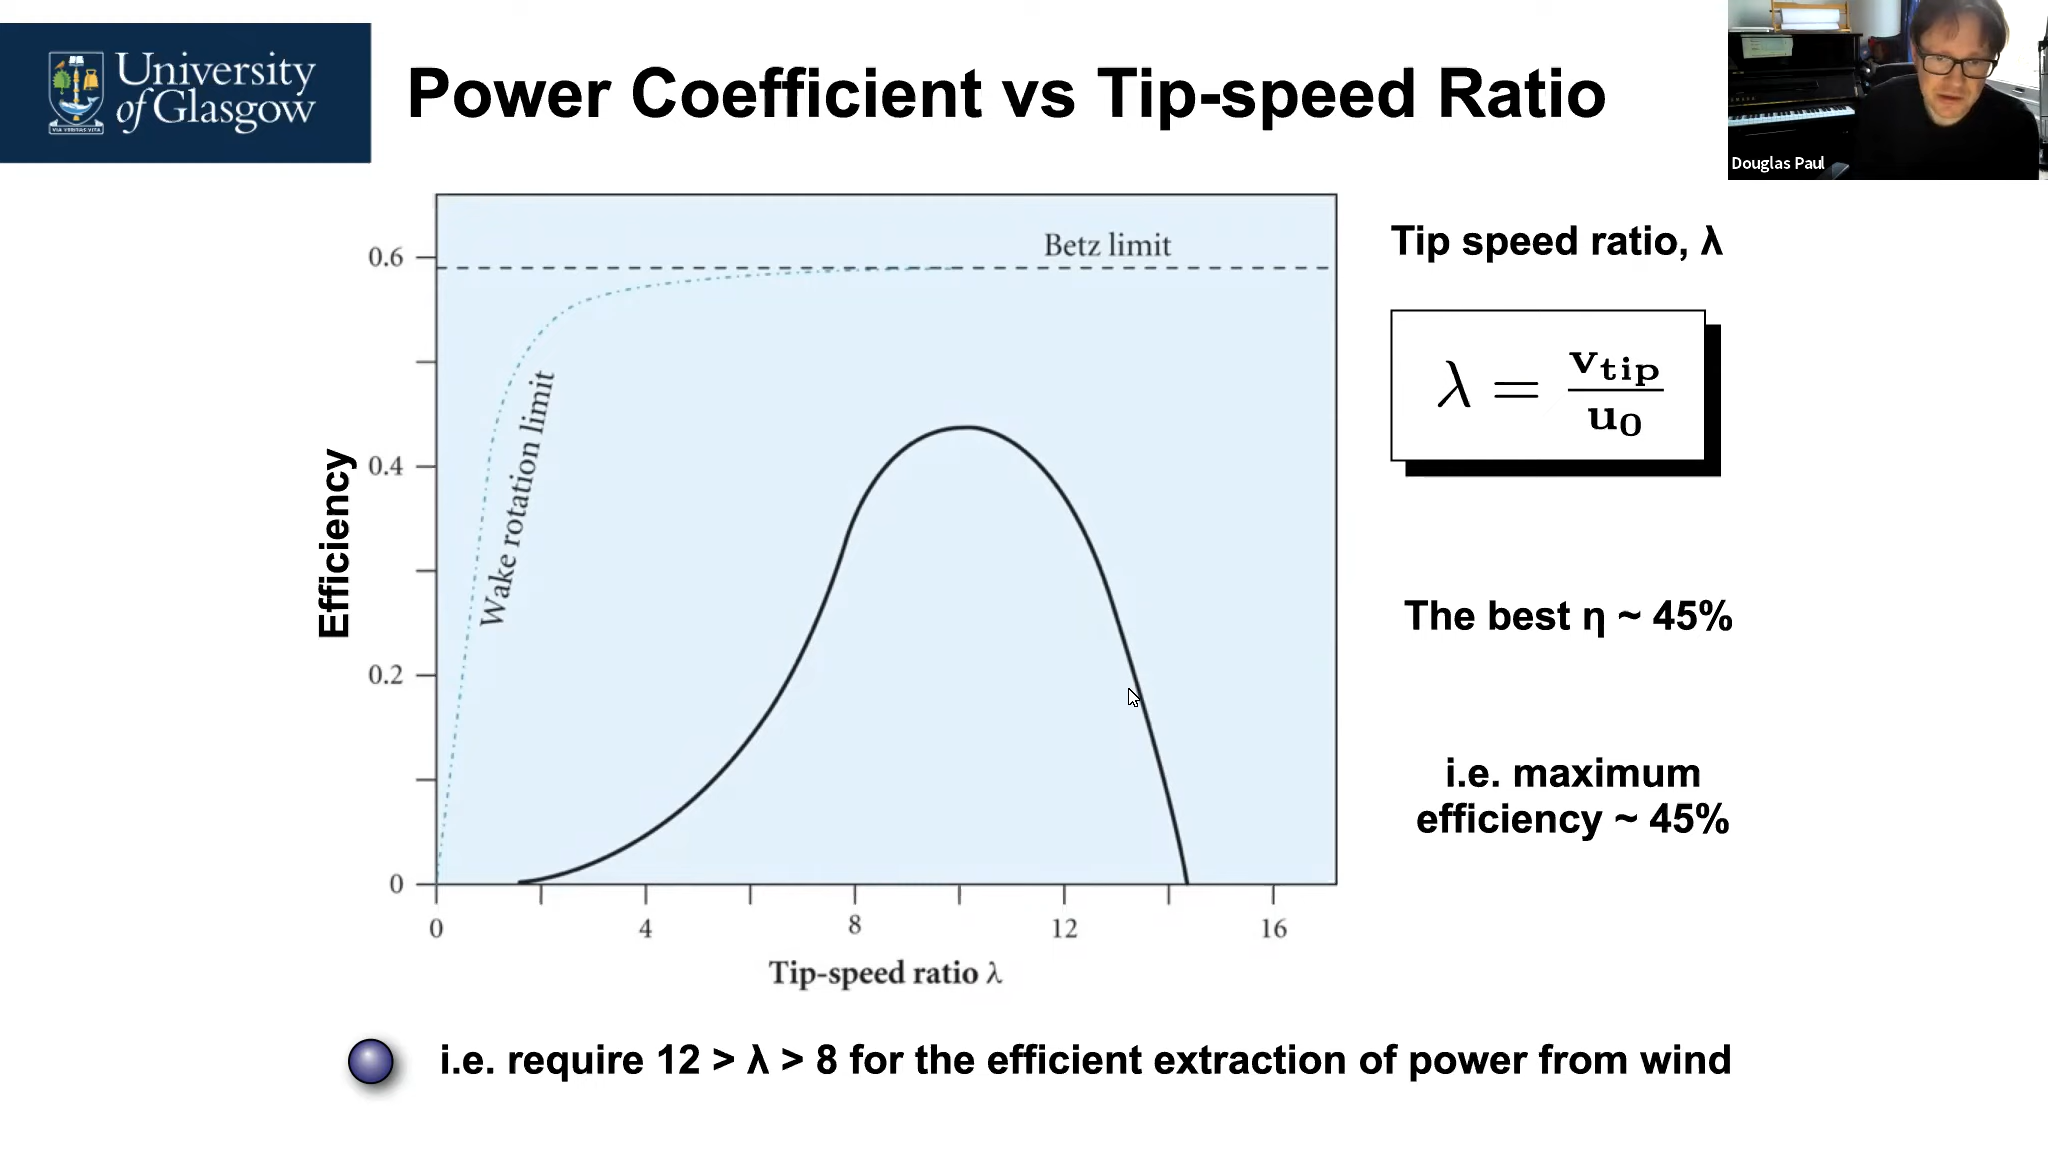 University
of Glasgow
VIA VERITAS VITA
Power Coefficient vs Tip-speed Ratio
Douglas Paul
Betz limit
Wake rotation limit
Efficiency
0.6
0.4
0.2
0
0
4
8
12
16
Tip-speed ratio λ
Tip speed ratio, λ
λ = v_tip / u_0
The best η ~ 45%
i.e. maximum
efficiency ~ 45%
i.e. require 12 > λ > 8 for the efficient extraction of power from wind